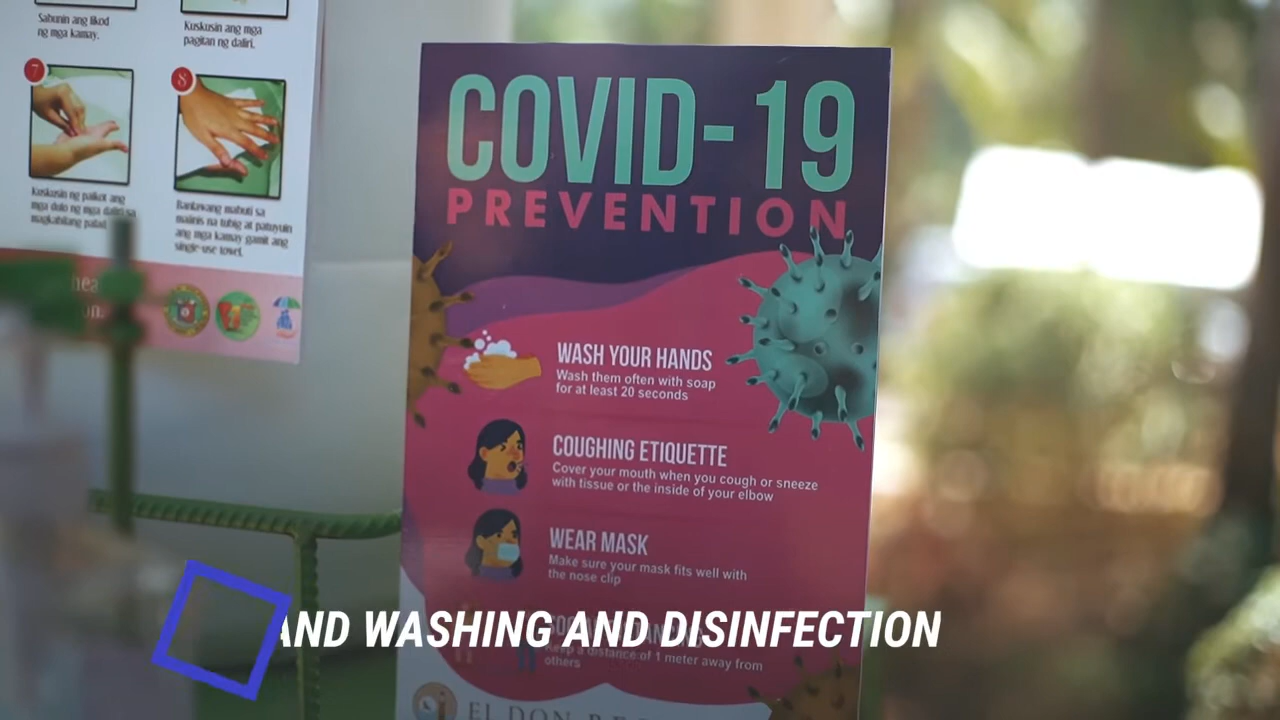 Sabunin ang likod
ng mga kamay.
Kuskusin ang mga
pagitan ng daliri.
7
8
Kuskusin ng paikot ang
mga dulo ng mga daliri sa
magkabilang palad
Banlawang mabuti sa
malinis na tubig at patuyuin
ang mga kamay gamit ang
single-use towel.
COVID-19
PREVENTION
WASH YOUR HANDS
Wash them often with soap
for at least 20 seconds
COUGHING ETIQUETTE
Cover your mouth when you cough or sneeze
with tissue or the inside of your elbow
WEAR MASK
Make sure your mask fits well with
the nose clip
Keep a distance of 1 meter away from
others
AND WASHING AND DISINFECTION
EL DON